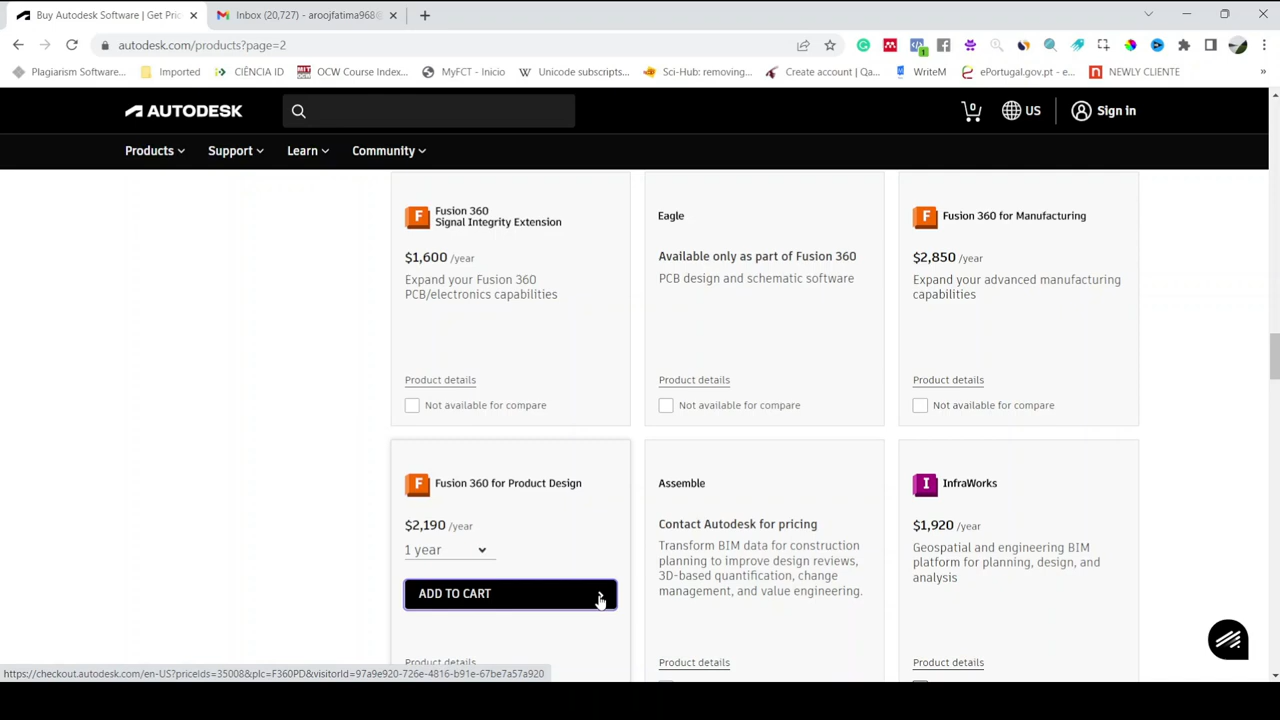 Buy Autodesk Software | Get Pric
Inbox (20,727) - aroojfatima968@
autodesk.com/products?page=2
1
Plagiarism Software...
Imported
CIÊNCIA ID
OCW Course Index...
MyFCT - Inicio
Unicode subscripts...
Sci-Hub: removing...
Create account | Qa...
WriteM
ePortugal.gov.pt - e...
NEWLY CLIENTE
AUTODESK
0
US
Sign in
Products
Support
Learn
Community
Fusion 360
Signal Integrity Extension
$1,600 /year
Expand your Fusion 360
PCB/electronics capabilities
Product details
Not available for compare
Eagle
Available only as part of Fusion 360
PCB design and schematic software
Product details
Not available for compare
Fusion 360 for Manufacturing
$2,850 /year
Expand your advanced manufacturing
capabilities
Product details
Not available for compare
Fusion 360 for Product Design
$2,190 /year
1 year
ADD TO CART
Product details
Assemble
Contact Autodesk for pricing
Transform BIM data for construction
planning to improve design reviews,
3D-based quantification, change
management, and value engineering.
Product details
InfraWorks
$1,920 /year
Geospatial and engineering BIM
platform for planning, design, and
analysis
Product details
https://checkout.autodesk.com/en-US?priceIds=35008&plc=F360PD&visitorId=97a9e920-726e-4816-b91e-67be7a57a920